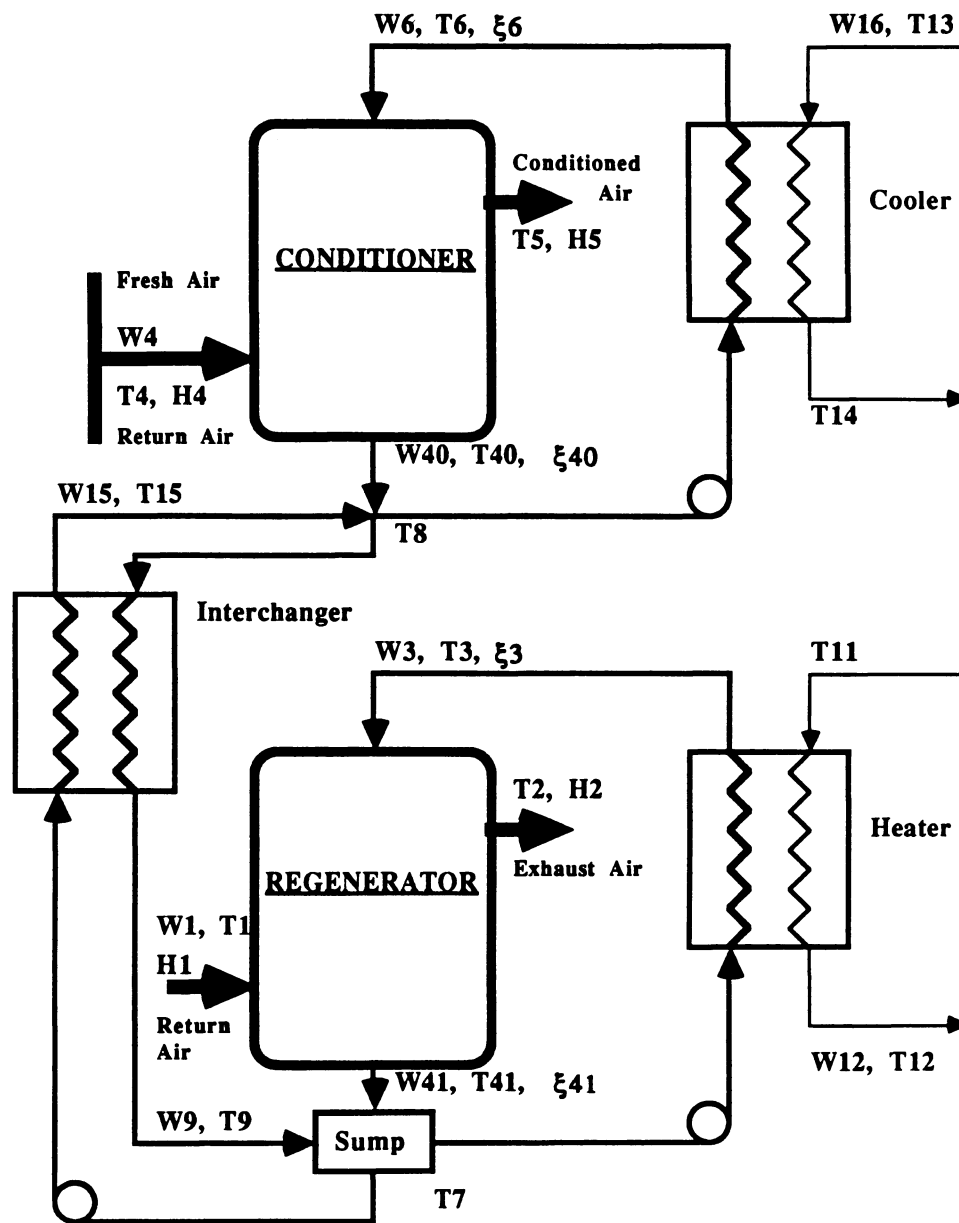 W6, T6, ξ6
W16, T13
Conditioned
Air
Cooler
T5, H5
CONDITIONER
Fresh Air
W4
T4, H4
Return Air
T14
W40, T40, ξ40
W15, T15
T8
Interchanger
W3, T3, ξ3
T11
T2, H2
Heater
Exhaust Air
REGENERATOR
W1, T1
H1
Return
Air
W41, T41, ξ41
W12, T12
W9, T9
Sump
T7